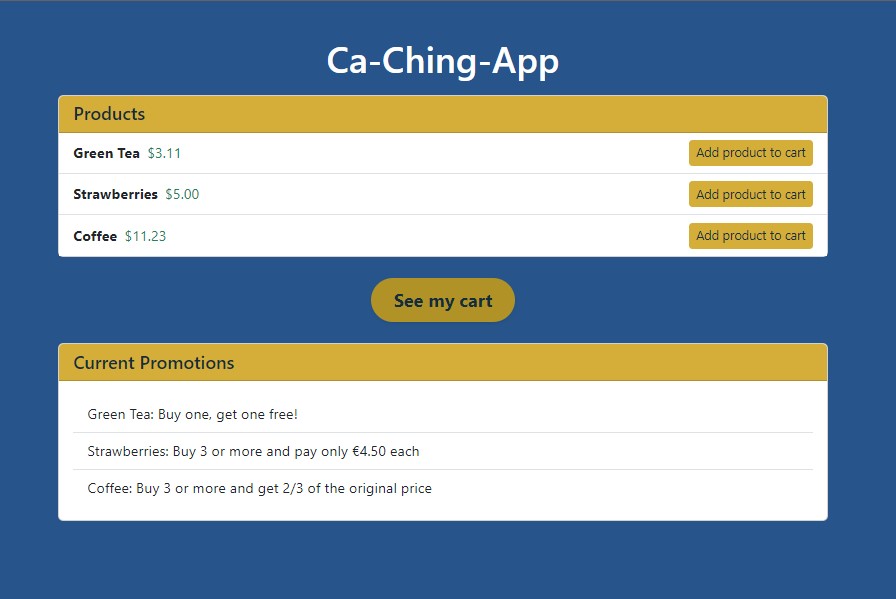 Ca-Ching-App
Products
Green Tea $3.11 Add product to cart
Strawberries $5.00 Add product to cart
Coffee $11.23 Add product to cart
See my cart
Current Promotions
Green Tea: Buy one, get one free!
Strawberries: Buy 3 or more and pay only €4.50 each
Coffee: Buy 3 or more and get 2/3 of the original price